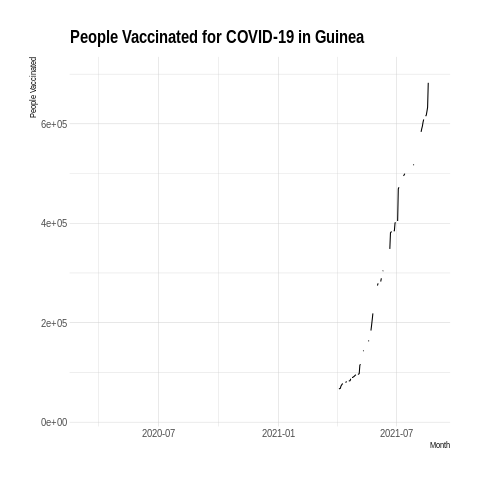 People Vaccinated for COVID-19 in Guinea
People Vaccinated
6e+05
4e+05
2e+05
0e+00
2020-07
2021-01
2021-07
Month